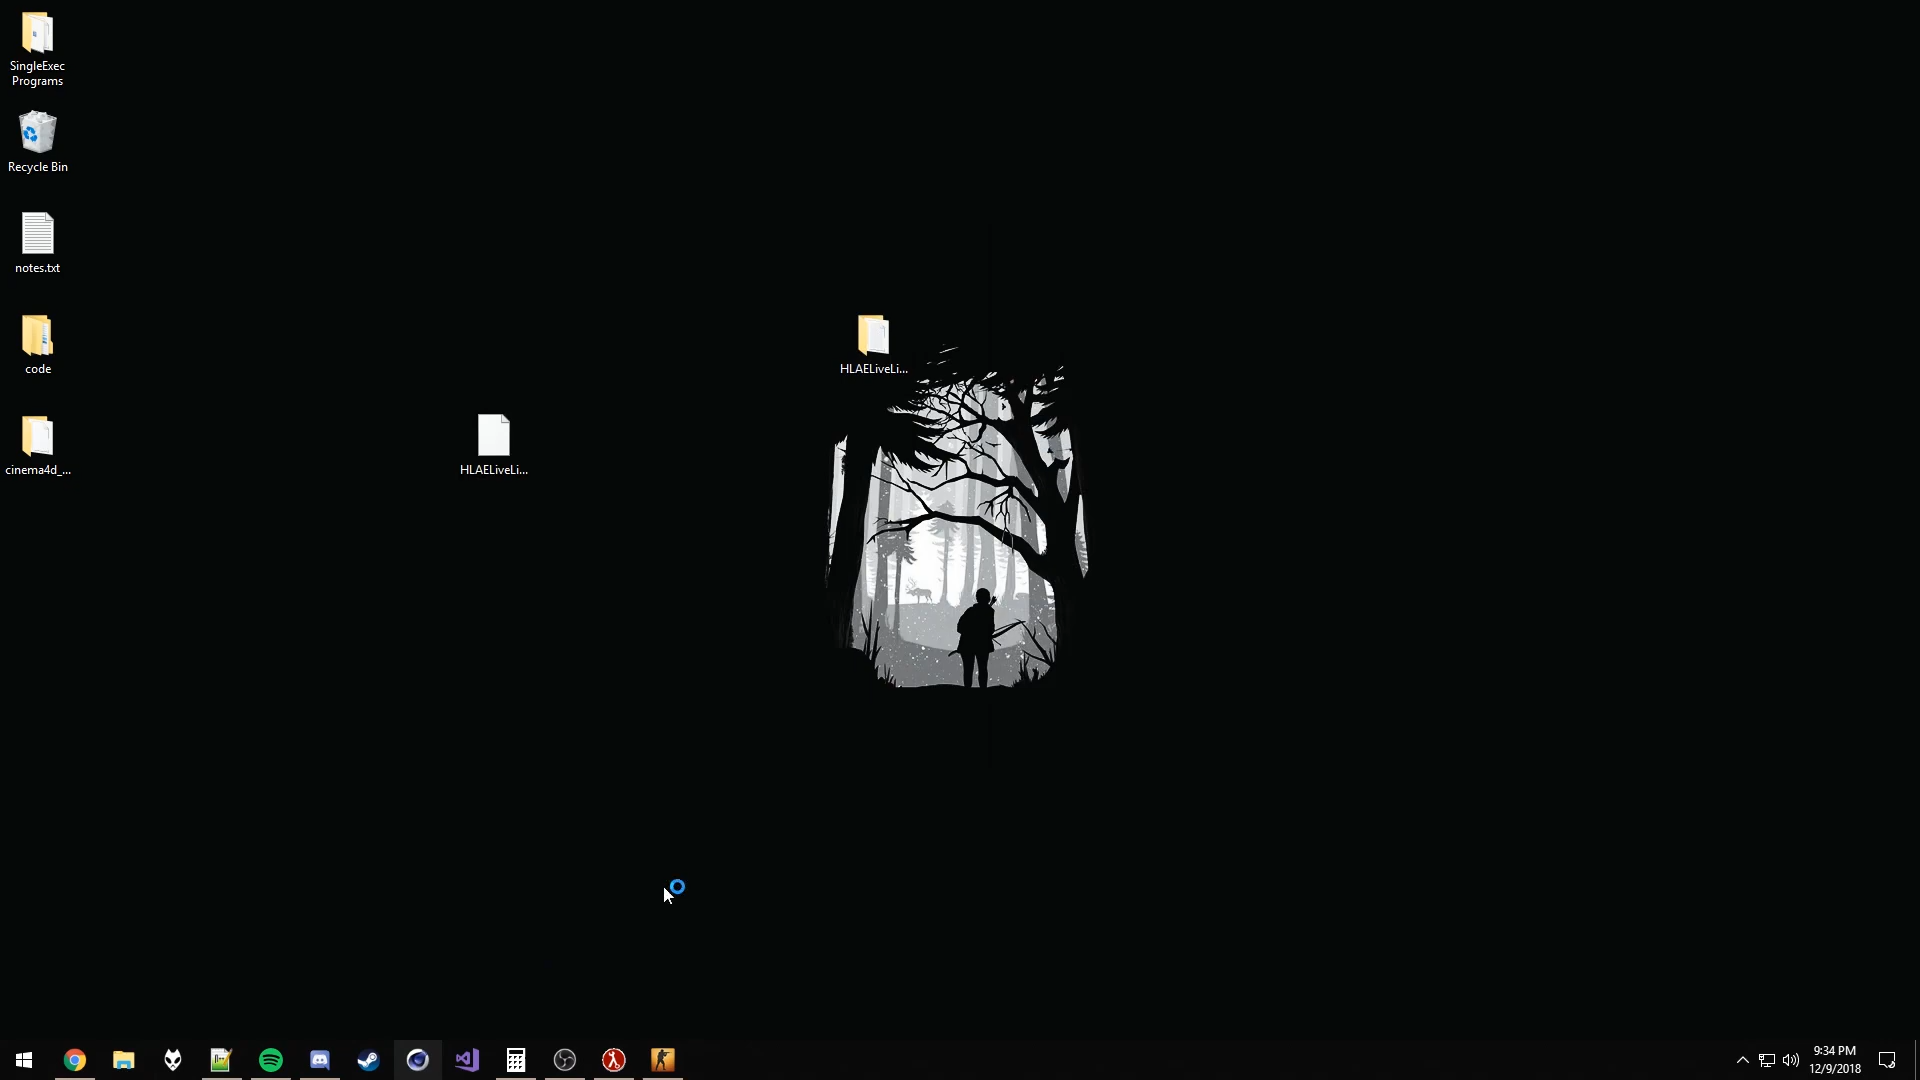 SingleExec
Programs
Recycle Bin
notes.txt
code
HLAELiveLi...
cinema4d_...
HLAELiveLi...
9:34 PM
12/9/2018